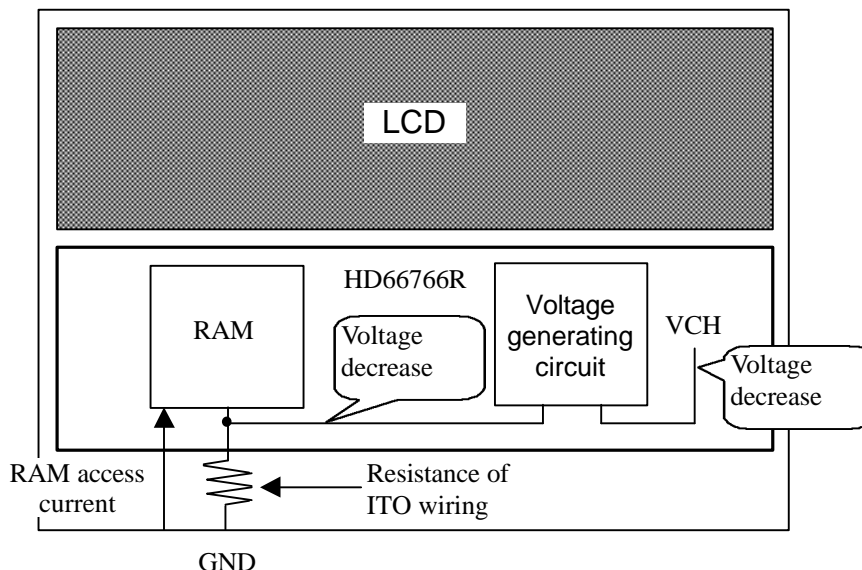 LCD
HD66766R
RAM
Voltage
generating
circuit
VCH
Voltage
decrease
Voltage
decrease
RAM access
current
Resistance of
ITO wiring
GND